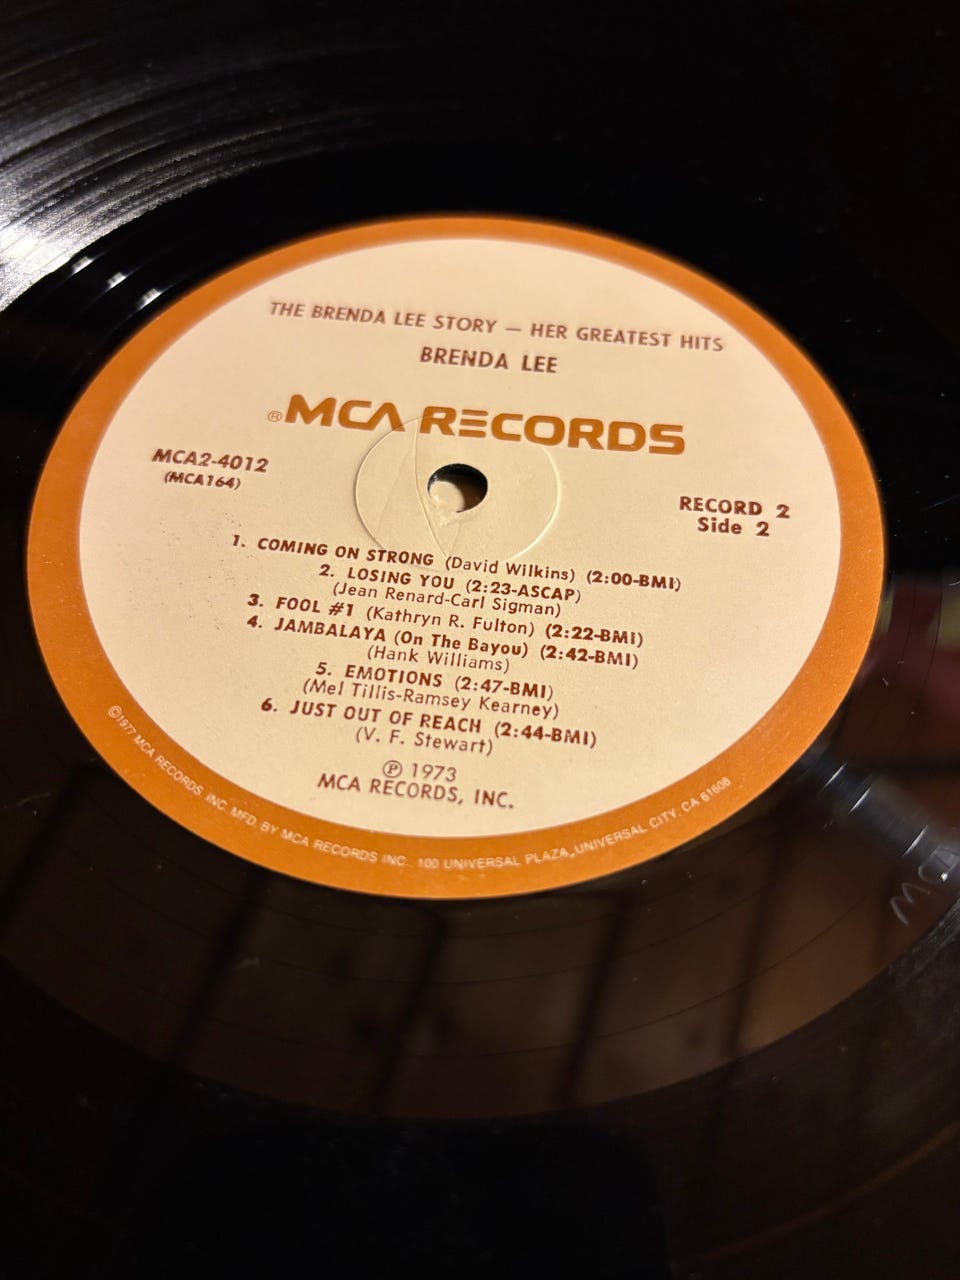 THE BRENDA LEE STORY — HER GREATEST HITS
BRENDA LEE
® MCA RECORDS
MCA2-4012
(MCA164)
RECORD 2
Side 2
1. COMING ON STRONG (David Wilkins) (2:00-BMI)
2. LOSING YOU (2:23-ASCAP)
(Jean Renard-Carl Sigman)
3. FOOL #1 (Kathryn R. Fulton) (2:22-BMI)
4. JAMBALAYA (On The Bayou) (2:42-BMI)
(Hank Williams)
5. EMOTIONS (2:47-BMI)
(Mel Tillis-Ramsey Kearney)
6. JUST OUT OF REACH (2:44-BMI)
(V. F. Stewart)
℗ 1973
MCA RECORDS, INC.
©1977 MCA RECORDS, INC. MFD. BY MCA RECORDS INC., 100 UNIVERSAL PLAZA, UNIVERSAL CITY. CA 61608
MCA